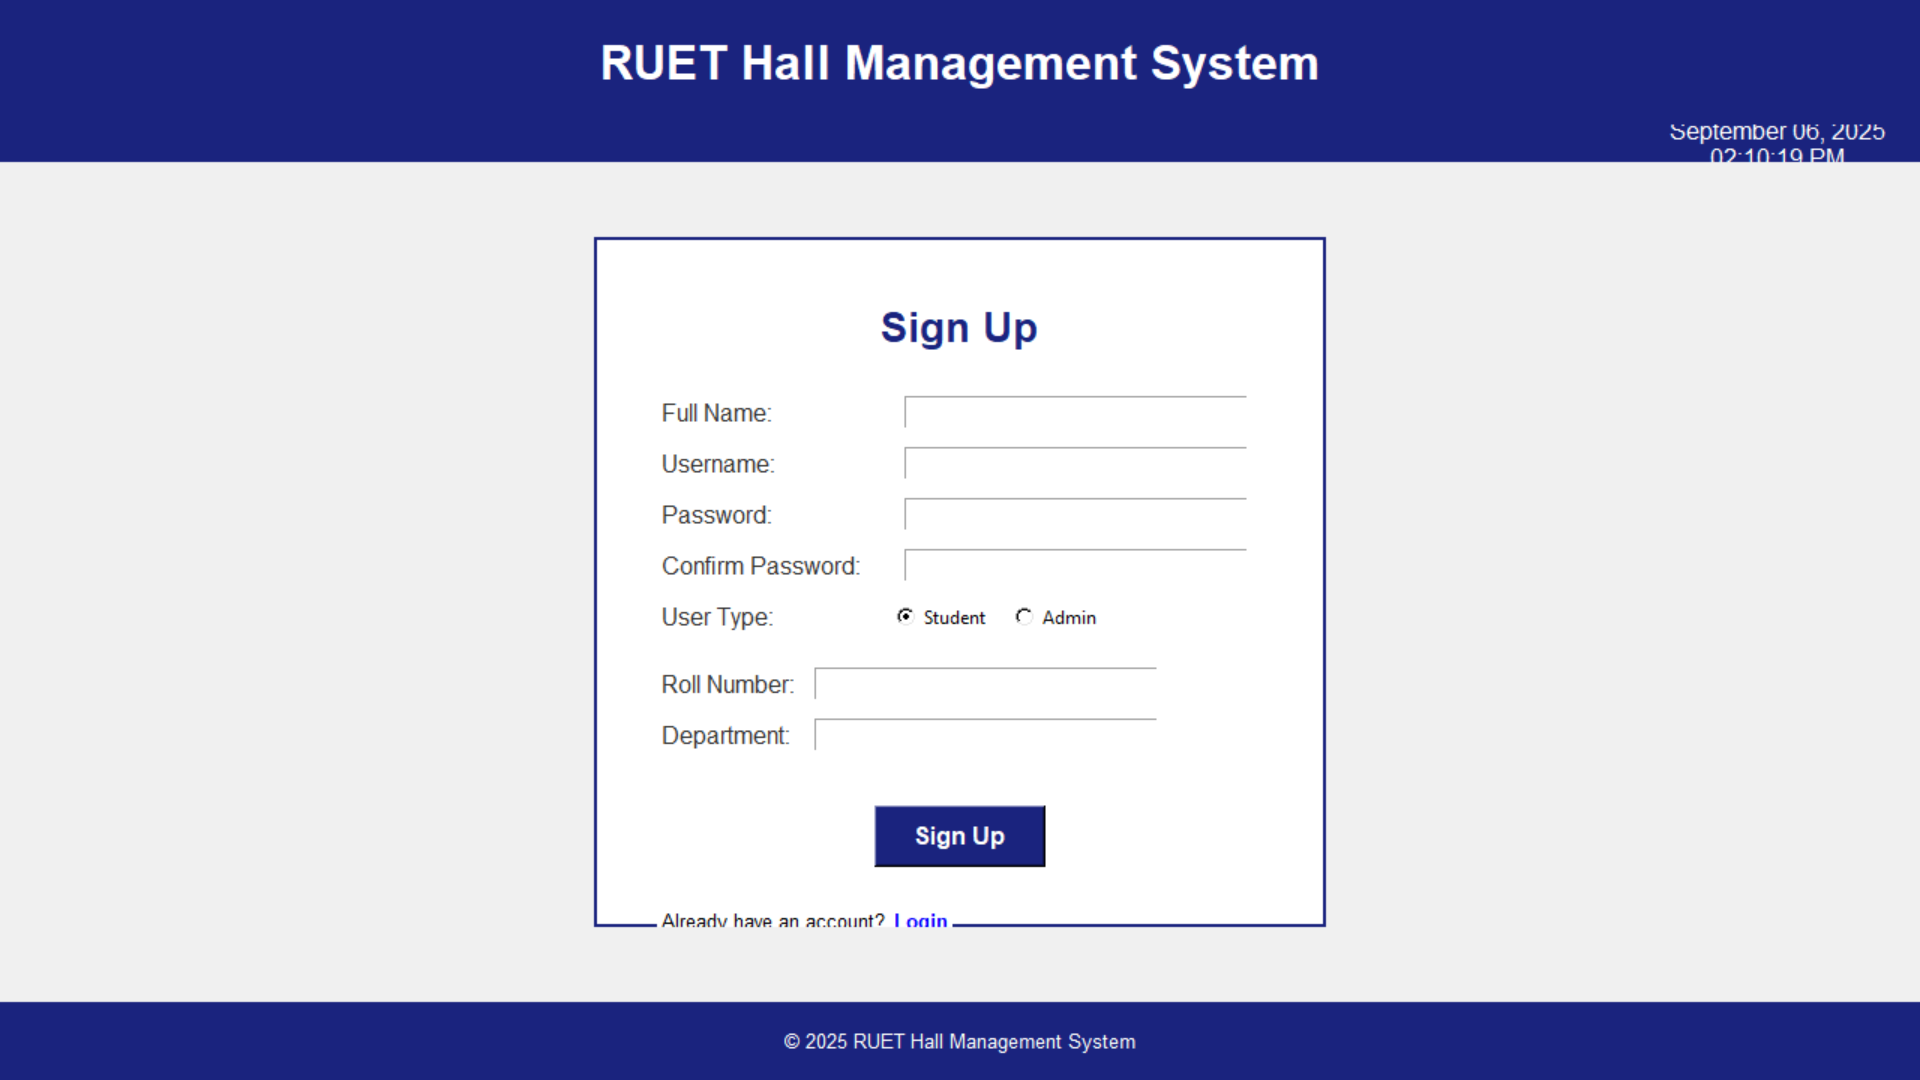 RUET Hall Management System
September 06, 2025
02:10:19 PM
Sign Up
Full Name:
Username:
Password:
Confirm Password:
User Type: Student Admin
Roll Number:
Department:
Sign Up
Already have an account? Login
© 2025 RUET Hall Management System